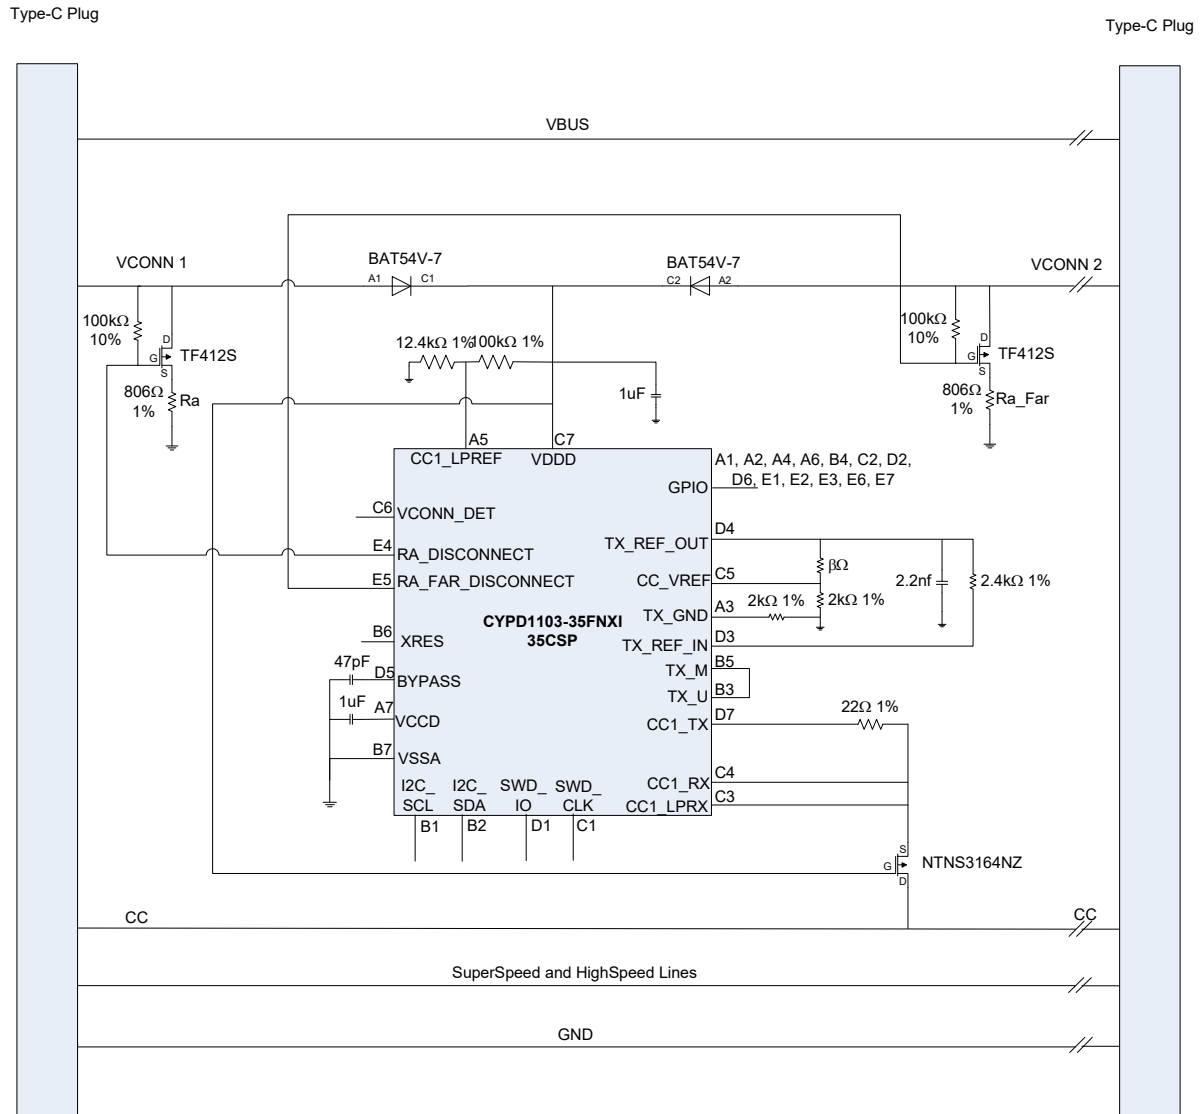 Type-C Plug
Type-C Plug
VBUS
BAT54V-7
BAT54V-7
VCONN 1
VCONN 2
A1
C1
C2
A2
100kΩ
10%
D
G
S
TF412S
806Ω
1%
Ra
12.4kΩ 1%
100kΩ 1%
1uF
100kΩ
10%
D
G
S
TF412S
806Ω
1%
Ra_Far
A5
C7
CC1_LPREF
VDDD
A1, A2, A4, A6, B4, C2, D2,
D6, E1, E2, E3, E6, E7
GPIO
C6
VCONN_DET
E4
RA_DISCONNECT
E5
RA_FAR_DISCONNECT
D4
TX_REF_OUT
βΩ
C5
CC_VREF
2.2nf
2.4kΩ 1%
2kΩ 1%
2kΩ 1%
A3
TX_GND
CYPD1103-35FNXI
35CSP
D3
TX_REF_IN
B6
XRES
B5
TX_M
47pF
D5
BYPASS
B3
TX_U
1uF
A7
VCCD
D7
CC1_TX
22Ω 1%
B7
VSSA
C4
CC1_RX
C3
CC1_LPRX
I2C_
SCL
I2C_
SDA
SWD_
IO
SWD_
CLK
B1
B2
D1
C1
S
G
D
NTNS3164NZ
CC
CC
SuperSpeed and HighSpeed Lines
GND